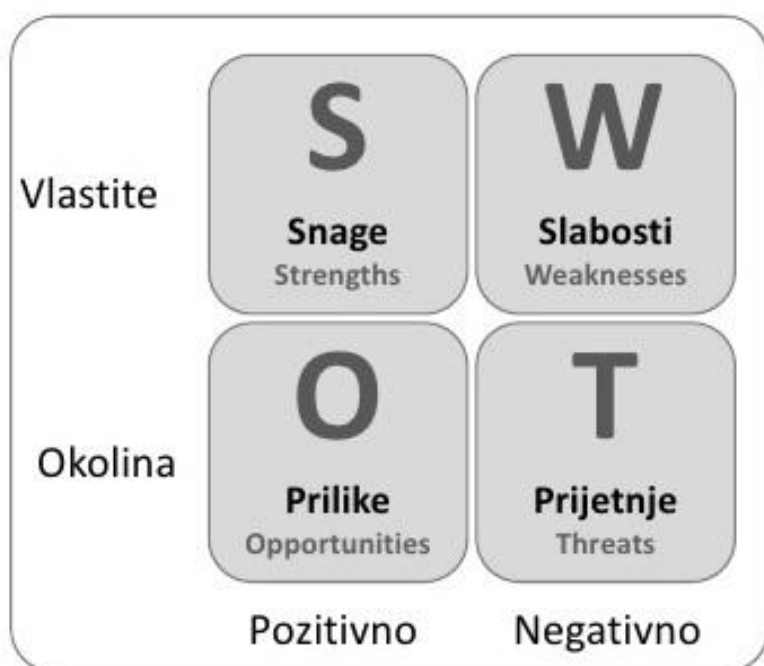 S
W
Vlastite
Snage
Slabosti
Strengths
Weaknesses
O
T
Okolina
Prilike
Prijetnje
Opportunities
Threats
Pozitivno
Negativno